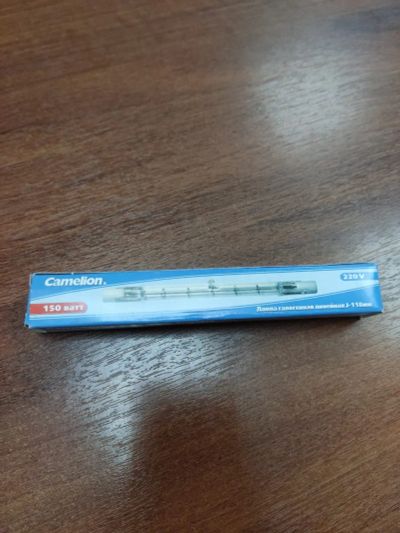 Camelion®
220 V
150 ватт
Лампа галогенная линейная J-118мм